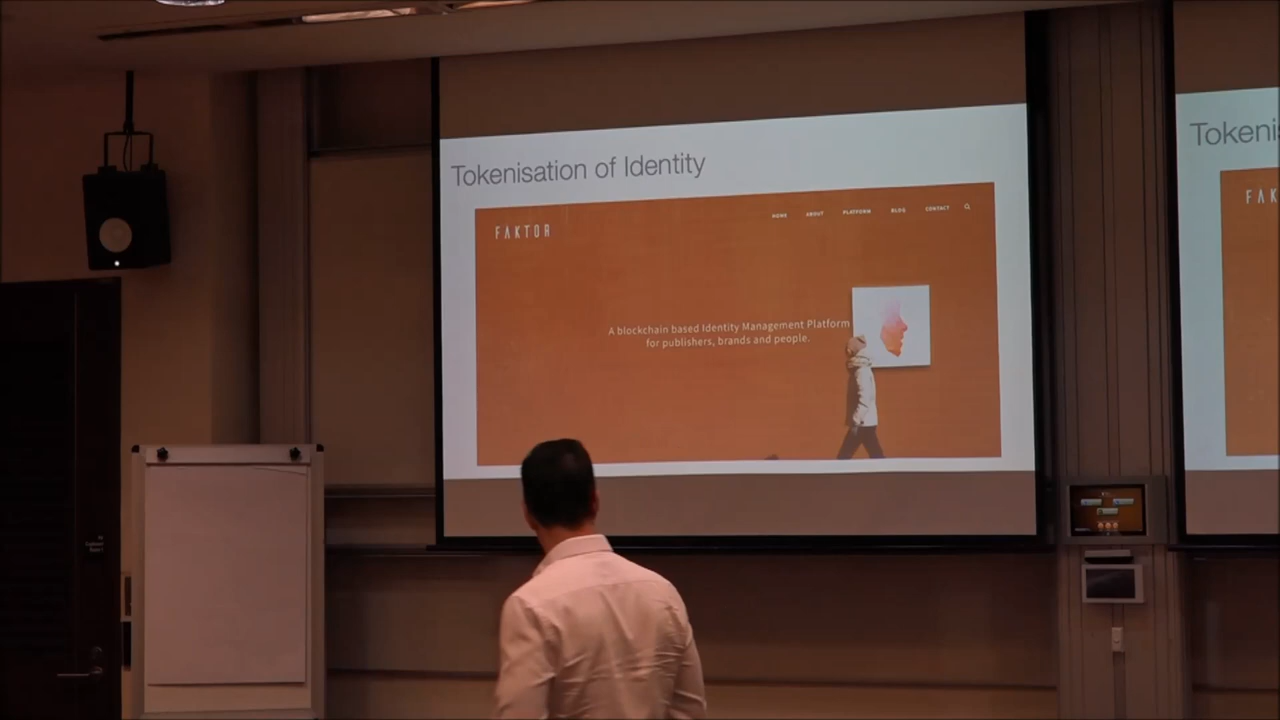 Tokenisation of Identity
FAKTOR
HOME ABOUT PLATFORM BLOG CONTACT
A blockchain based Identity Management Platform
for publishers, brands and people.
Tokeni
FAK